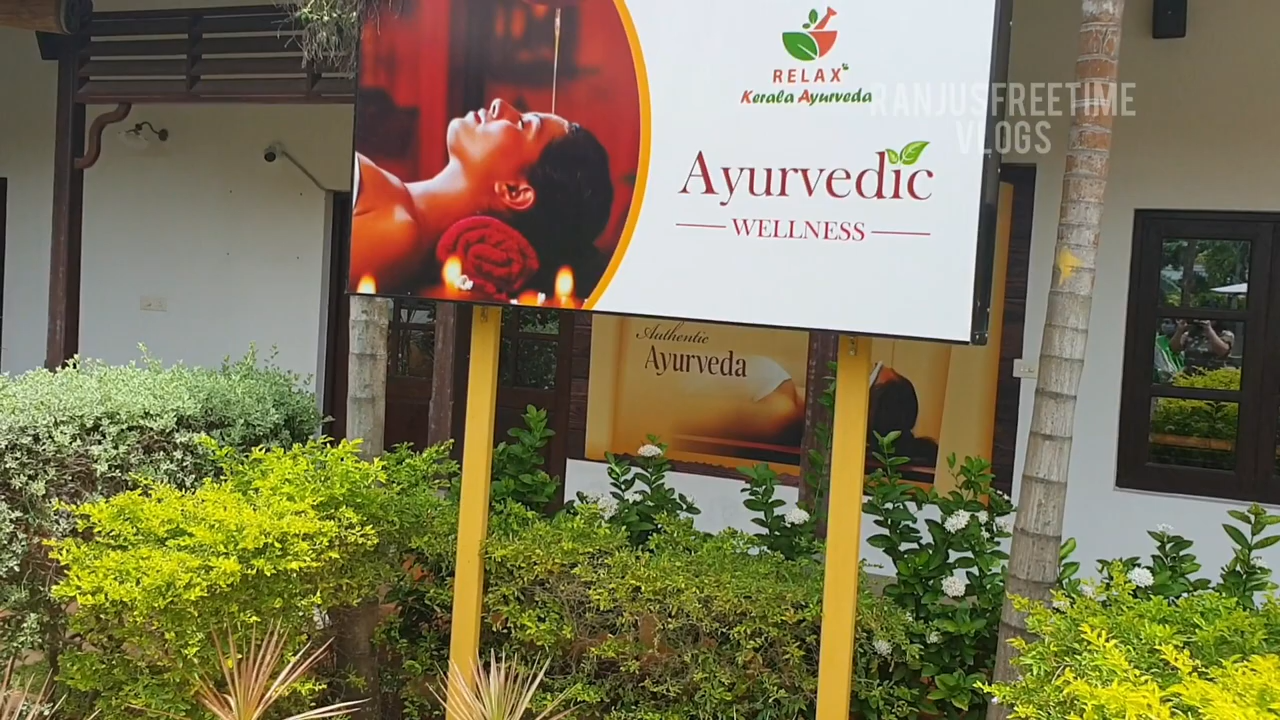 RELAX
Kerala Ayurveda
RANJUSFREETIME
VLOGS
Ayurvedic
WELLNESS
Authentic
Ayurveda